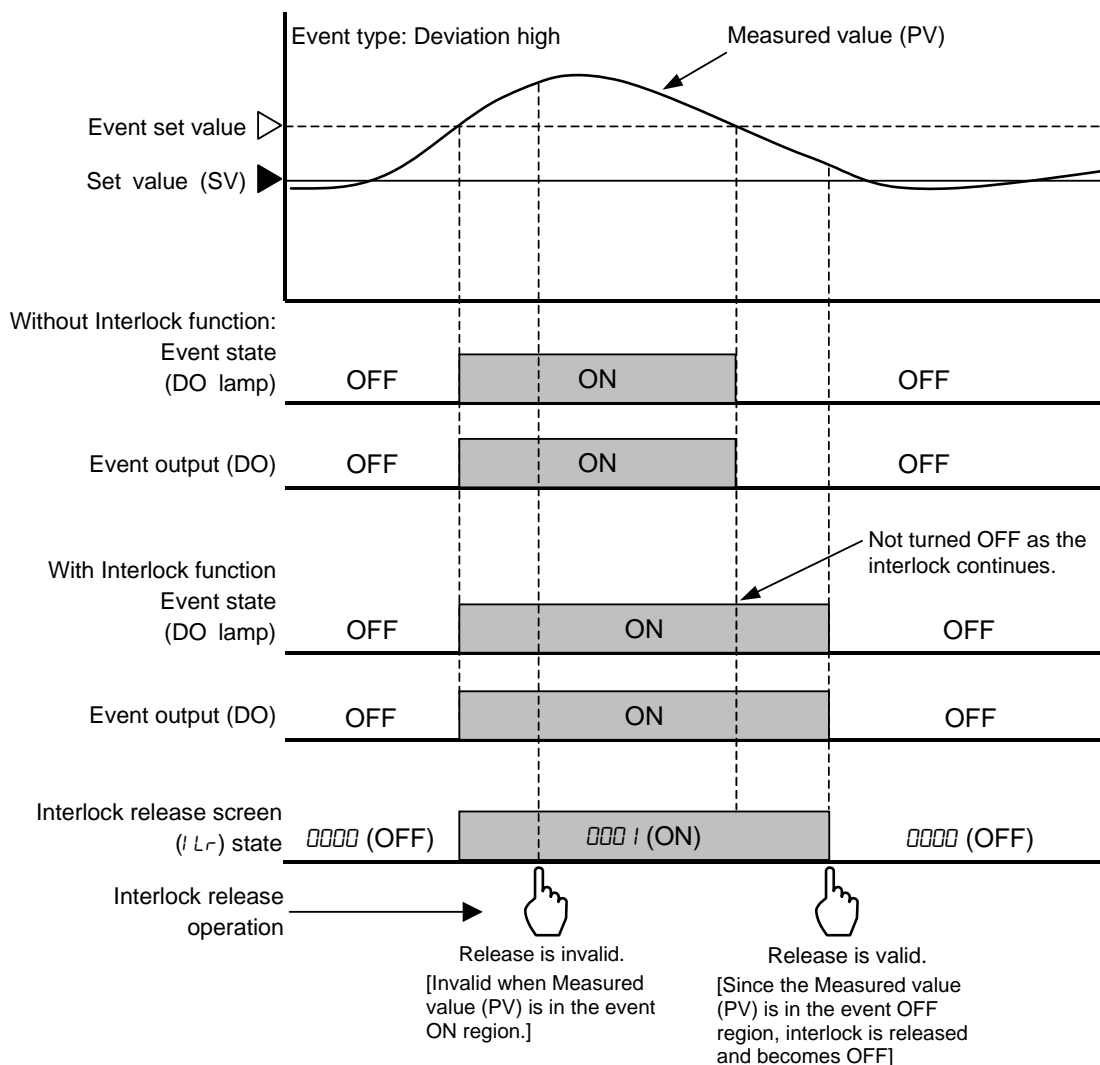 Event type: Deviation high
Measured value (PV)
Event set value
Set value (SV)
Without Interlock function:
Event state
(DO lamp)
OFF
ON
OFF
Event output (DO)
OFF
ON
OFF
Not turned OFF as the
interlock continues.
With Interlock function
Event state
(DO lamp)
OFF
ON
OFF
Event output (DO)
OFF
ON
OFF
Interlock release screen
(ILr) state
0000 (OFF)
0001 (ON)
0000 (OFF)
Interlock release
operation
Release is invalid.
[Invalid when Measured
value (PV) is in the event
ON region.]
Release is valid.
[Since the Measured value
(PV) is in the event OFF
region, interlock is released
and becomes OFF]